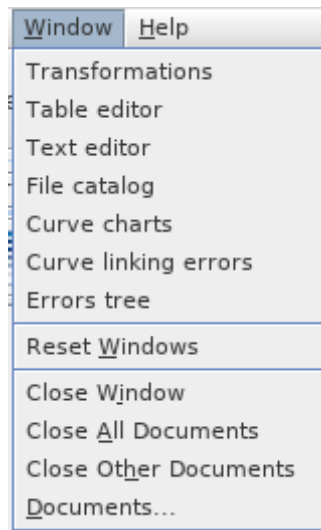 Window Help
Transformations
Table editor
Text editor
File catalog
Curve charts
Curve linking errors
Errors tree
Reset Windows
Close Window
Close All Documents
Close Other Documents
Documents...